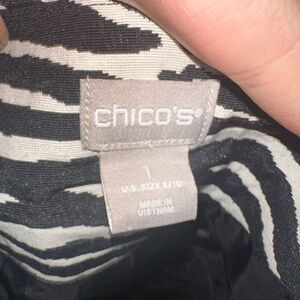 chico's®
1
U.S. SIZE 8/10
MADE IN
VIETNAM